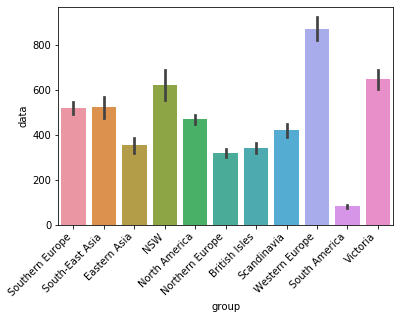 data
800
600
400
200
0
Southern Europe
South-East Asia
Eastern Asia
NSW
North America
Northern Europe
British Isles
Scandinavia
Western Europe
South America
Victoria
group